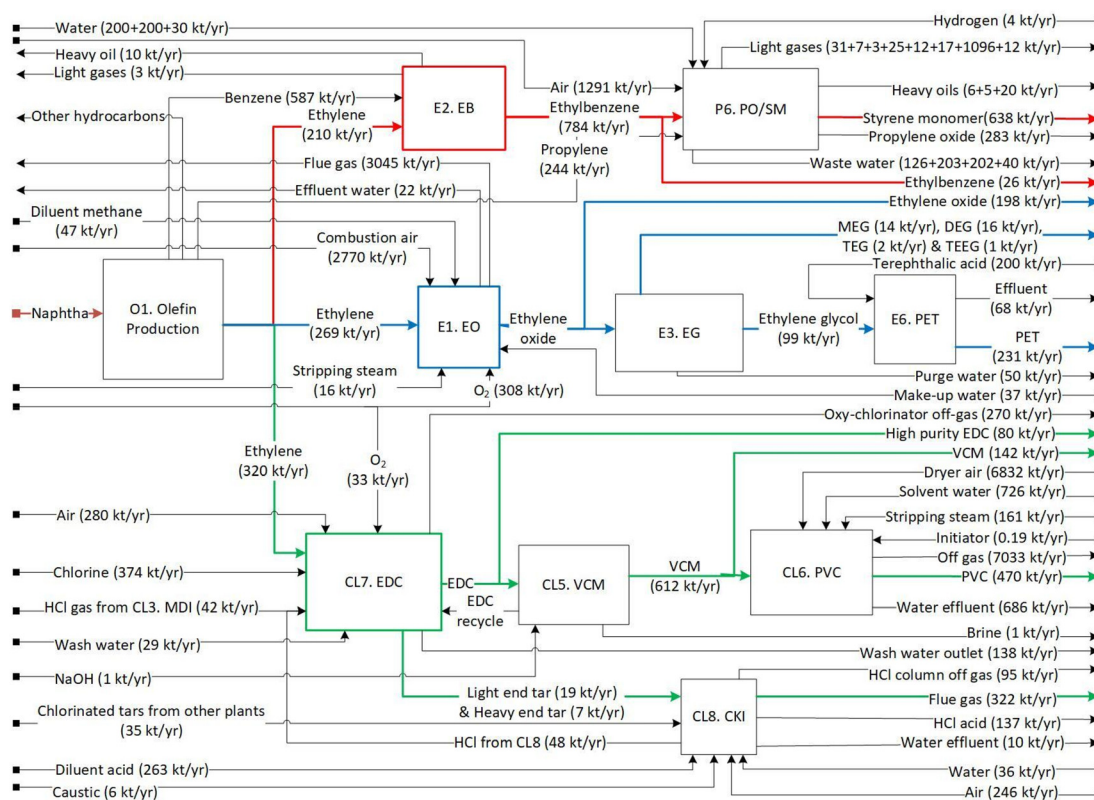 Water (200+200+30 kt/yr)
Hydrogen (4 kt/yr)
Heavy oil (10 kt/yr)
Light gases (31+7+3+25+12+17+1096+12 kt/yr)
Light gases (3 kt/yr)
E2. EB
P6. PO/SM
Benzene (587 kt/yr)
Air (1291 kt/yr)
Heavy oils (6+5+20 kt/yr)
Other hydrocarbons
Ethylene
(210 kt/yr)
Ethylbenzene
(784 kt/yr)
Styrene monomer(638 kt/yr)
Propylene oxide (283 kt/yr)
Propylene
(244 kt/yr)
Flue gas (3045 kt/yr)
Waste water (126+203+202+40 kt/yr)
Effluent water (22 kt/yr)
Ethylbenzene (26 kt/yr)
Ethylene oxide (198 kt/yr)
Diluent methane
(47 kt/yr)
Combustion air
(2770 kt/yr)
MEG (14 kt/yr), DEG (16 kt/yr),
TEG (2 kt/yr) & TEEG (1 kt/yr)
Terephthalic acid (200 kt/yr)
Naphtha
O1. Olefin
Production
Ethylene
(269 kt/yr)
E1. EO
Ethylene
oxide
E3. EG
Ethylene glycol
(99 kt/yr)
E6. PET
Effluent
(68 kt/yr)
PET
(231 kt/yr)
Stripping steam
(16 kt/yr)
O2 (308 kt/yr)
Purge water (50 kt/yr)
Make-up water (37 kt/yr)
Oxy-chlorinator off-gas (270 kt/yr)
High purity EDC (80 kt/yr)
Ethylene
(320 kt/yr)
O2
(33 kt/yr)
VCM (142 kt/yr)
Dryer air (6832 kt/yr)
Solvent water (726 kt/yr)
Air (280 kt/yr)
Stripping steam (161 kt/yr)
Initiator (0.19 kt/yr)
Off gas (7033 kt/yr)
Chlorine (374 kt/yr)
CL7. EDC
EDC
CL5. VCM
VCM
(612 kt/yr)
CL6. PVC
PVC (470 kt/yr)
HCl gas from CL3. MDI (42 kt/yr)
EDC
recycle
Water effluent (686 kt/yr)
Wash water (29 kt/yr)
Brine (1 kt/yr)
Wash water outlet (138 kt/yr)
NaOH (1 kt/yr)
HCl column off gas (95 kt/yr)
Light end tar (19 kt/yr)
& Heavy end tar (7 kt/yr)
CL8. CKI
Flue gas (322 kt/yr)
Chlorinated tars from other plants
(35 kt/yr)
HCl acid (137 kt/yr)
HCl from CL8 (48 kt/yr)
Water effluent (10 kt/yr)
Diluent acid (263 kt/yr)
Water (36 kt/yr)
Caustic (6 kt/yr)
Air (246 kt/yr)